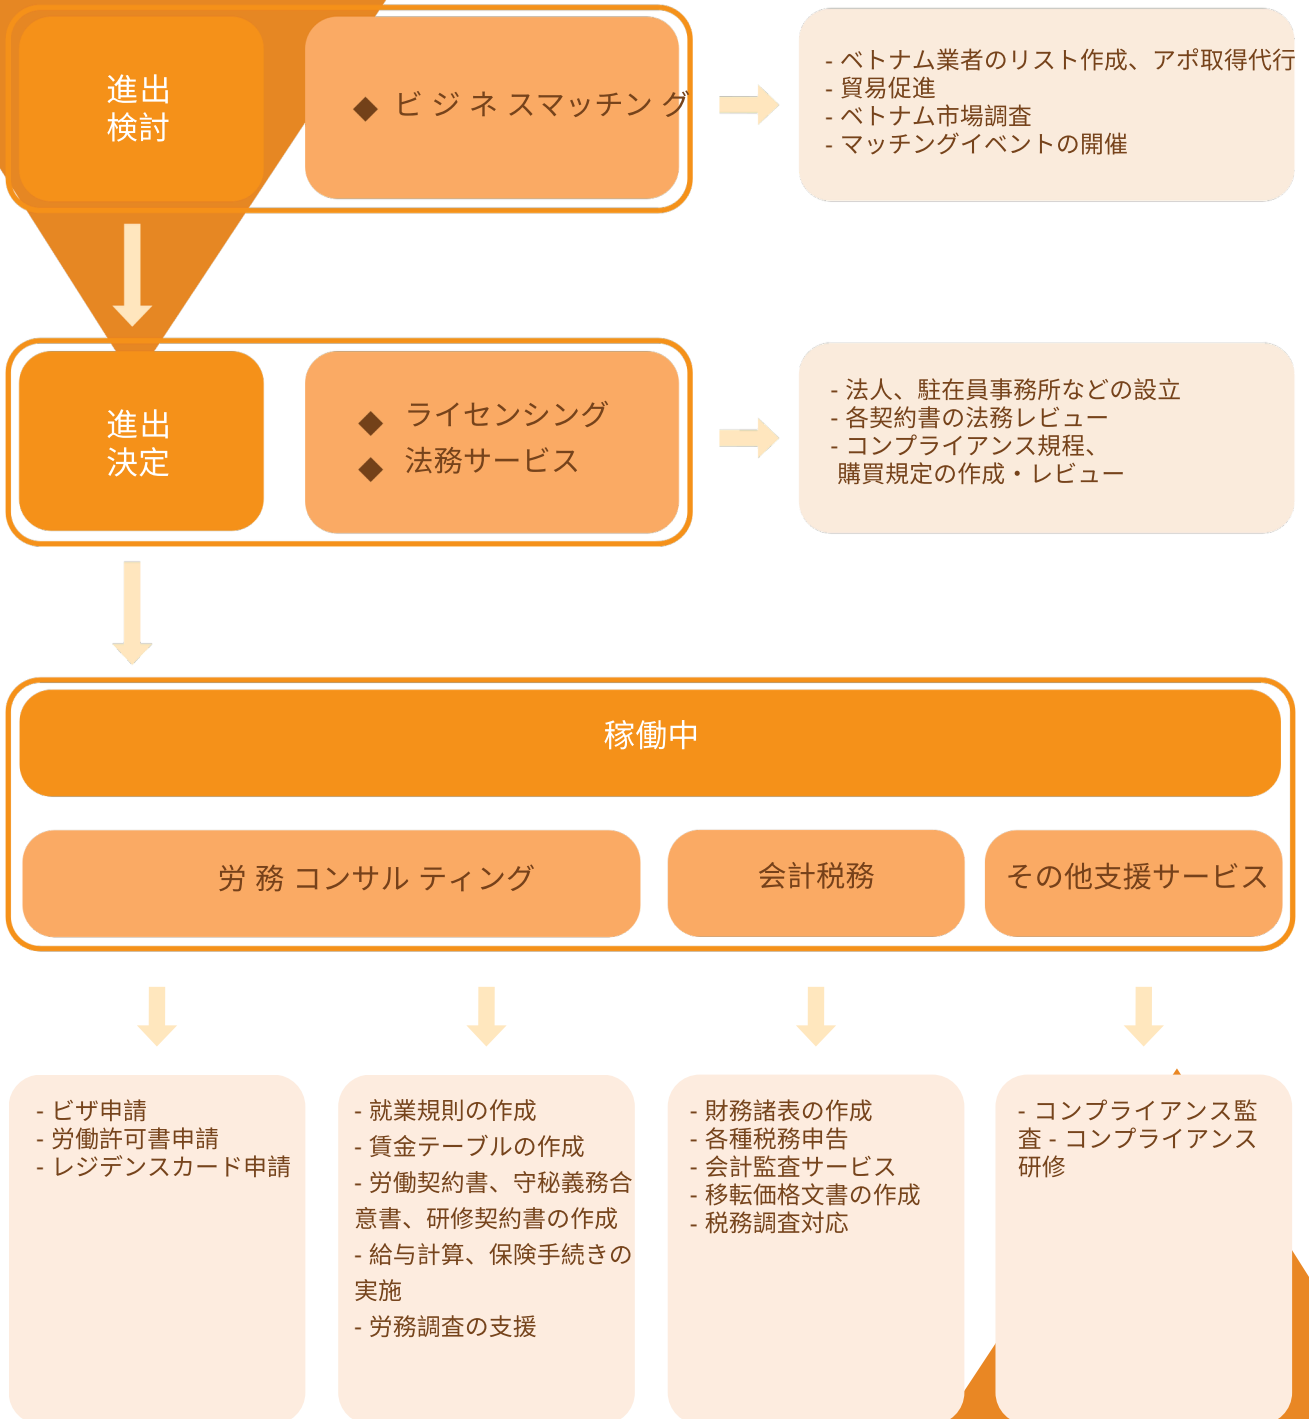 進出
検討
◆ ビ ジ ネ スマッチン グ
- ベトナム業者のリスト作成、アポ取得代行
- 貿易促進
- ベトナム市場調査
- マッチングイベントの開催
進出
決定
◆ ライセンシング
◆ 法務サービス
- 法人、駐在員事務所などの設立
- 各契約書の法務レビュー
- コンプライアンス規程、
購買規定の作成・レビュー
稼働中
労 務 コンサル ティング
会計税務
その他支援サービス
- ビザ申請
- 労働許可書申請
- レジデンスカード申請
- 就業規則の作成
- 賃金テーブルの作成
- 労働契約書、守秘義務合
意書、研修契約書の作成
- 給与計算、保険手続きの
実施
- 労務調査の支援
- 財務諸表の作成
- 各種税務申告
- 会計監査サービス
- 移転価格文書の作成
- 税務調査対応
- コンプライアンス監
査 - コンプライアンス
研修